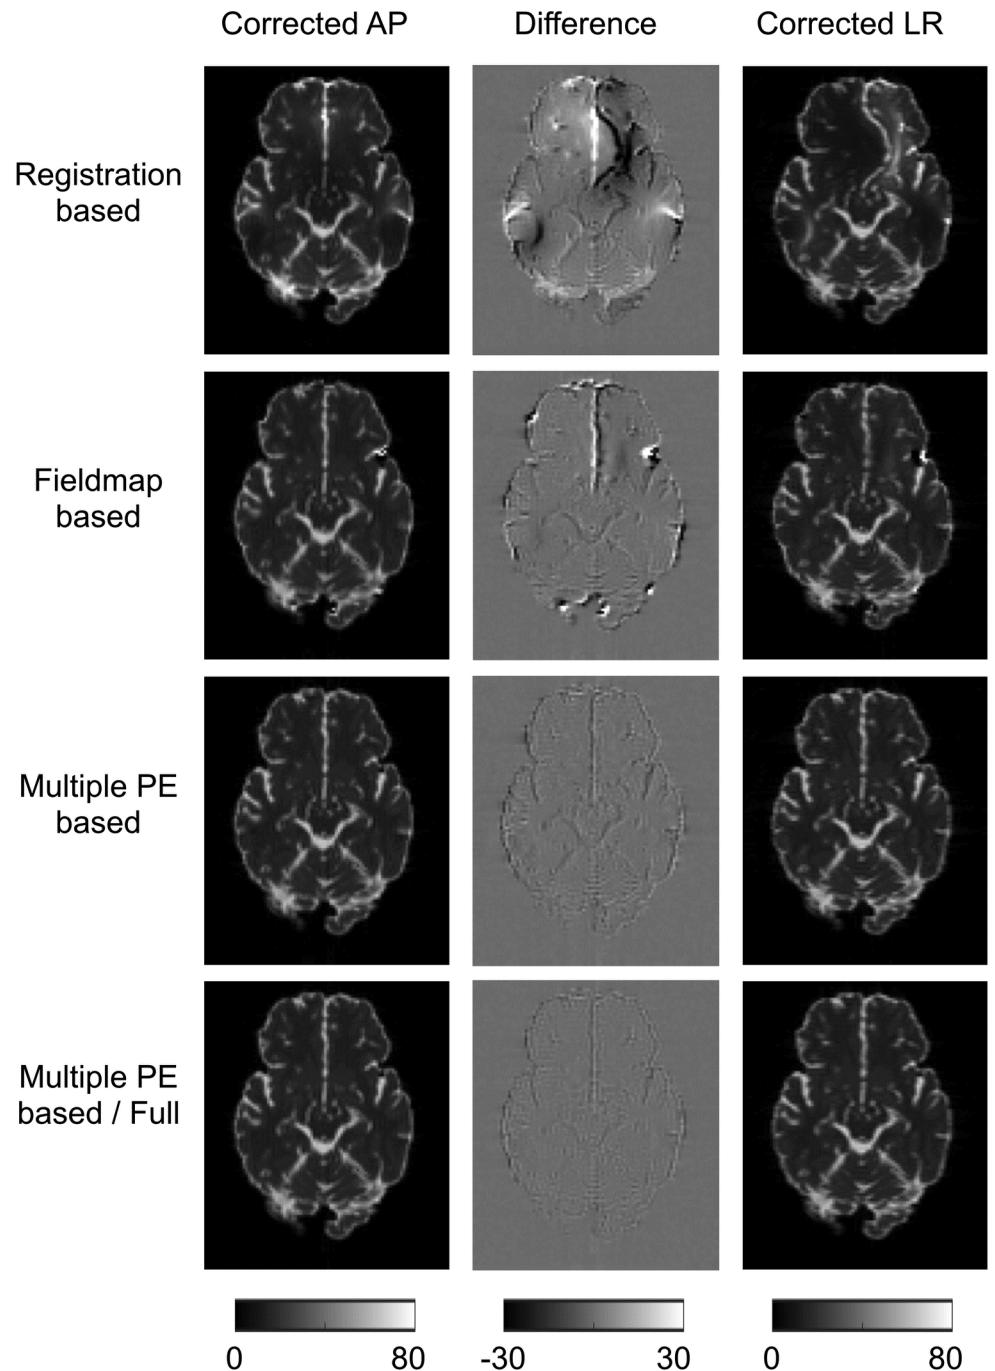 Corrected AP
Difference
Corrected LR
Registration
based
Fieldmap
based
Multiple PE
based
Multiple PE
based / Full
0
80
-30
30
0
80